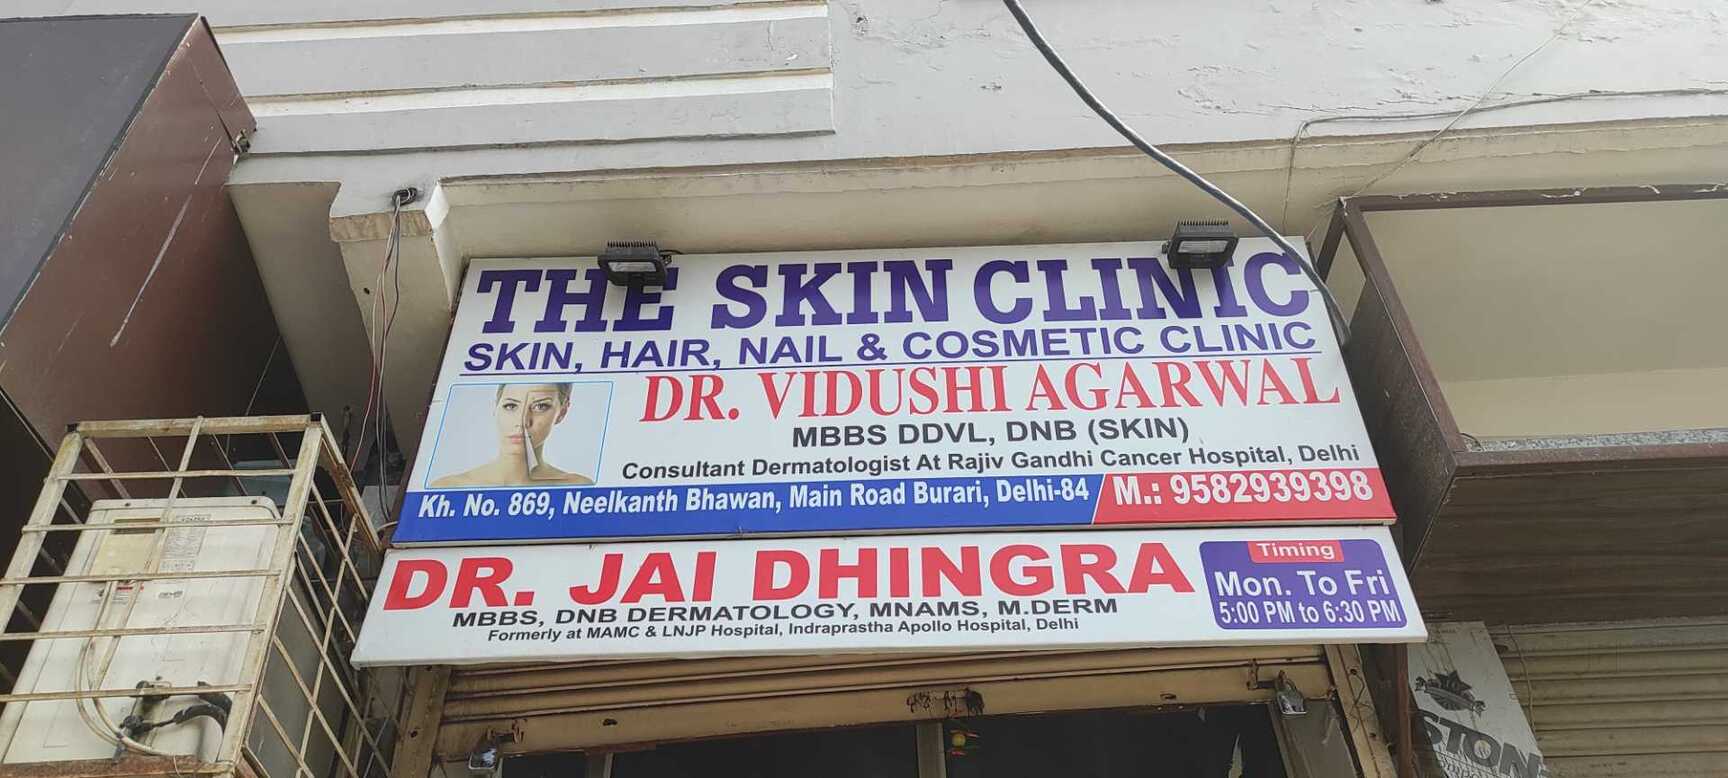 THE SKIN CLINIC
SKIN, HAIR, NAIL & COSMETIC CLINIC
DR. VIDUSHI AGARWAL
MBBS DDVL, DNB (SKIN)
Consultant Dermatologist At Rajiv Gandhi Cancer Hospital, Delhi
Kh. No. 869, Neelkanth Bhawan, Main Road Burari, Delhi-84
M.: 9582939398
DR. JAI DHINGRA
MBBS, DNB DERMATOLOGY, MNAMS, M.DERM
Formerly at MAMC & LNJP Hospital, Indraprastha Apollo Hospital, Delhi
Timing
Mon. To Fri
5:00 PM to 6:30 PM
STON